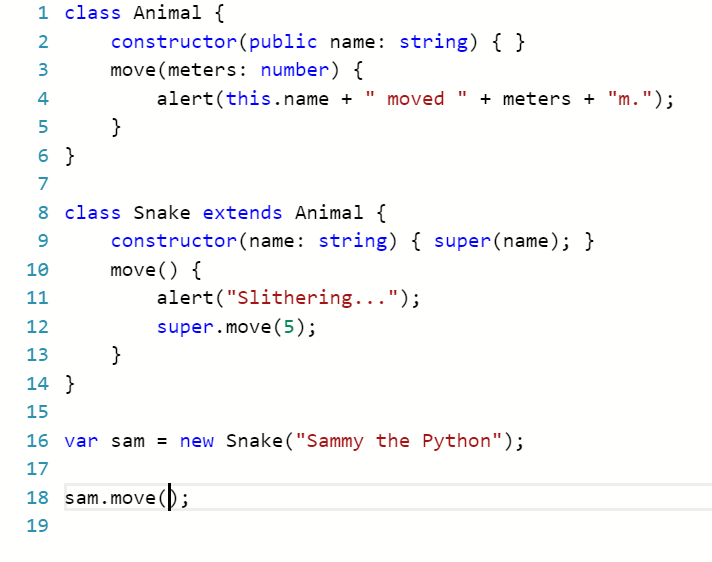 1 class Animal {
2     constructor(public name: string) { }
3     move(meters: number) {
4         alert(this.name + " moved " + meters + "m.");
5     }
6 }
7
8 class Snake extends Animal {
9     constructor(name: string) { super(name); }
10     move() {
11         alert("Slithering...");
12         super.move(5);
13     }
14 }
15
16 var sam = new Snake("Sammy the Python");
17
18 sam.move();
19